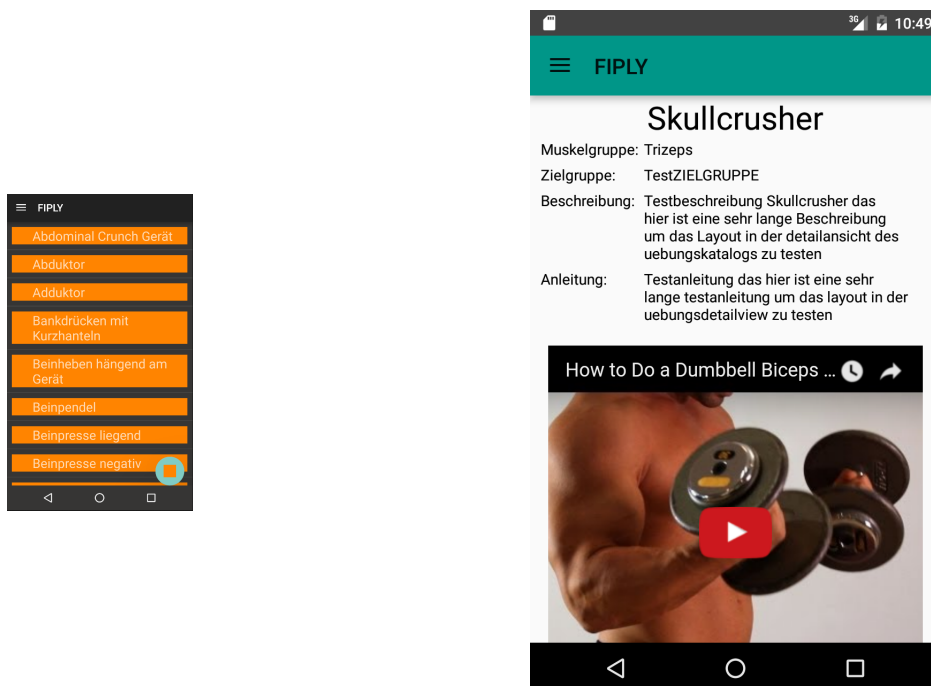 FIPLY
Abdominal Crunch Gerät
Abduktor
Adduktor
Bankdrücken mit
Kurzhanteln
Beinheben hängend am
Gerät
Beinpendel
Beinpresse liegend
Beinpresse negativ
3G 10:49
FIPLY
Skullcrusher
Muskelgruppe: Trizeps
Zielgruppe: TestZIELGRUPPE
Beschreibung: Testbeschreibung Skullcrusher das
hier ist eine sehr lange Beschreibung
um das Layout in der detailansicht des
uebungskatalogs zu testen
Anleitung: Testanleitung das hier ist eine sehr
lange testanleitung um das layout in der
uebungsdetailview zu testen
How to Do a Dumbbell Biceps ...